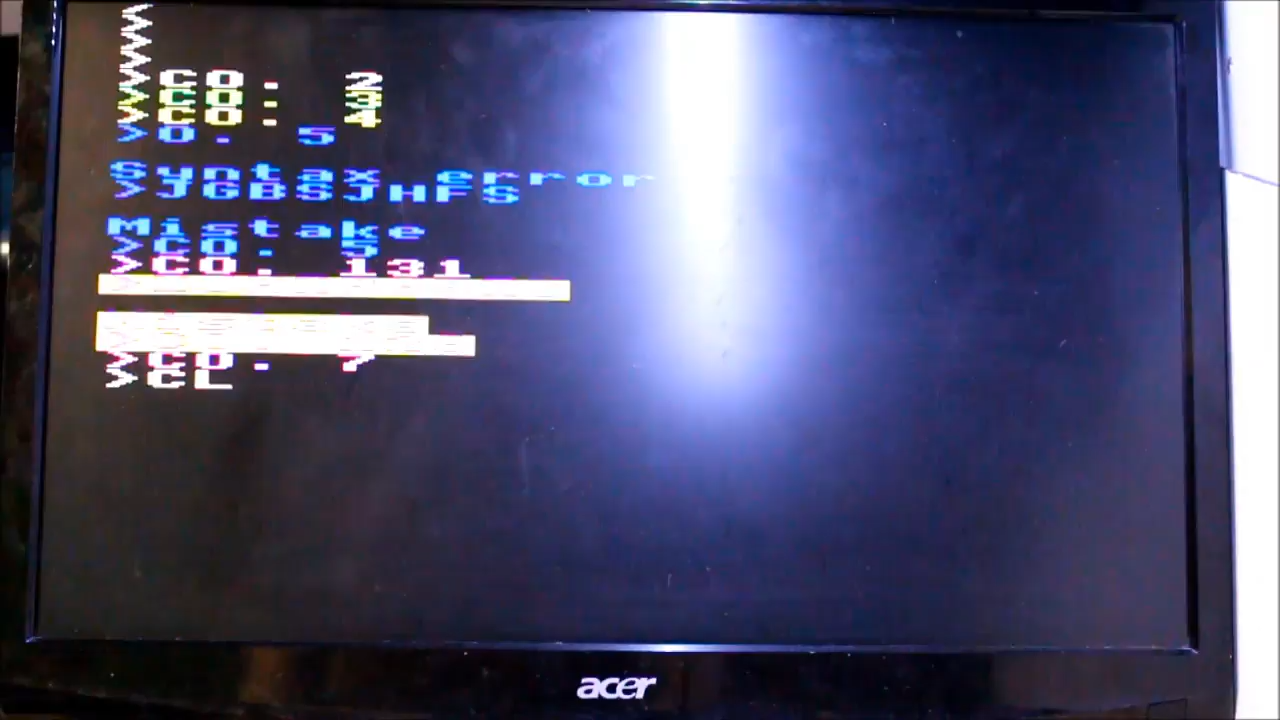 >
>
>
>
>CO. 2
>CO. 3
>CO. 4
>O. 5
Syntax error
>JGBSJHFS
Mistake
>CO. 5
>CO. 131
>CO. 7
>CL
acer